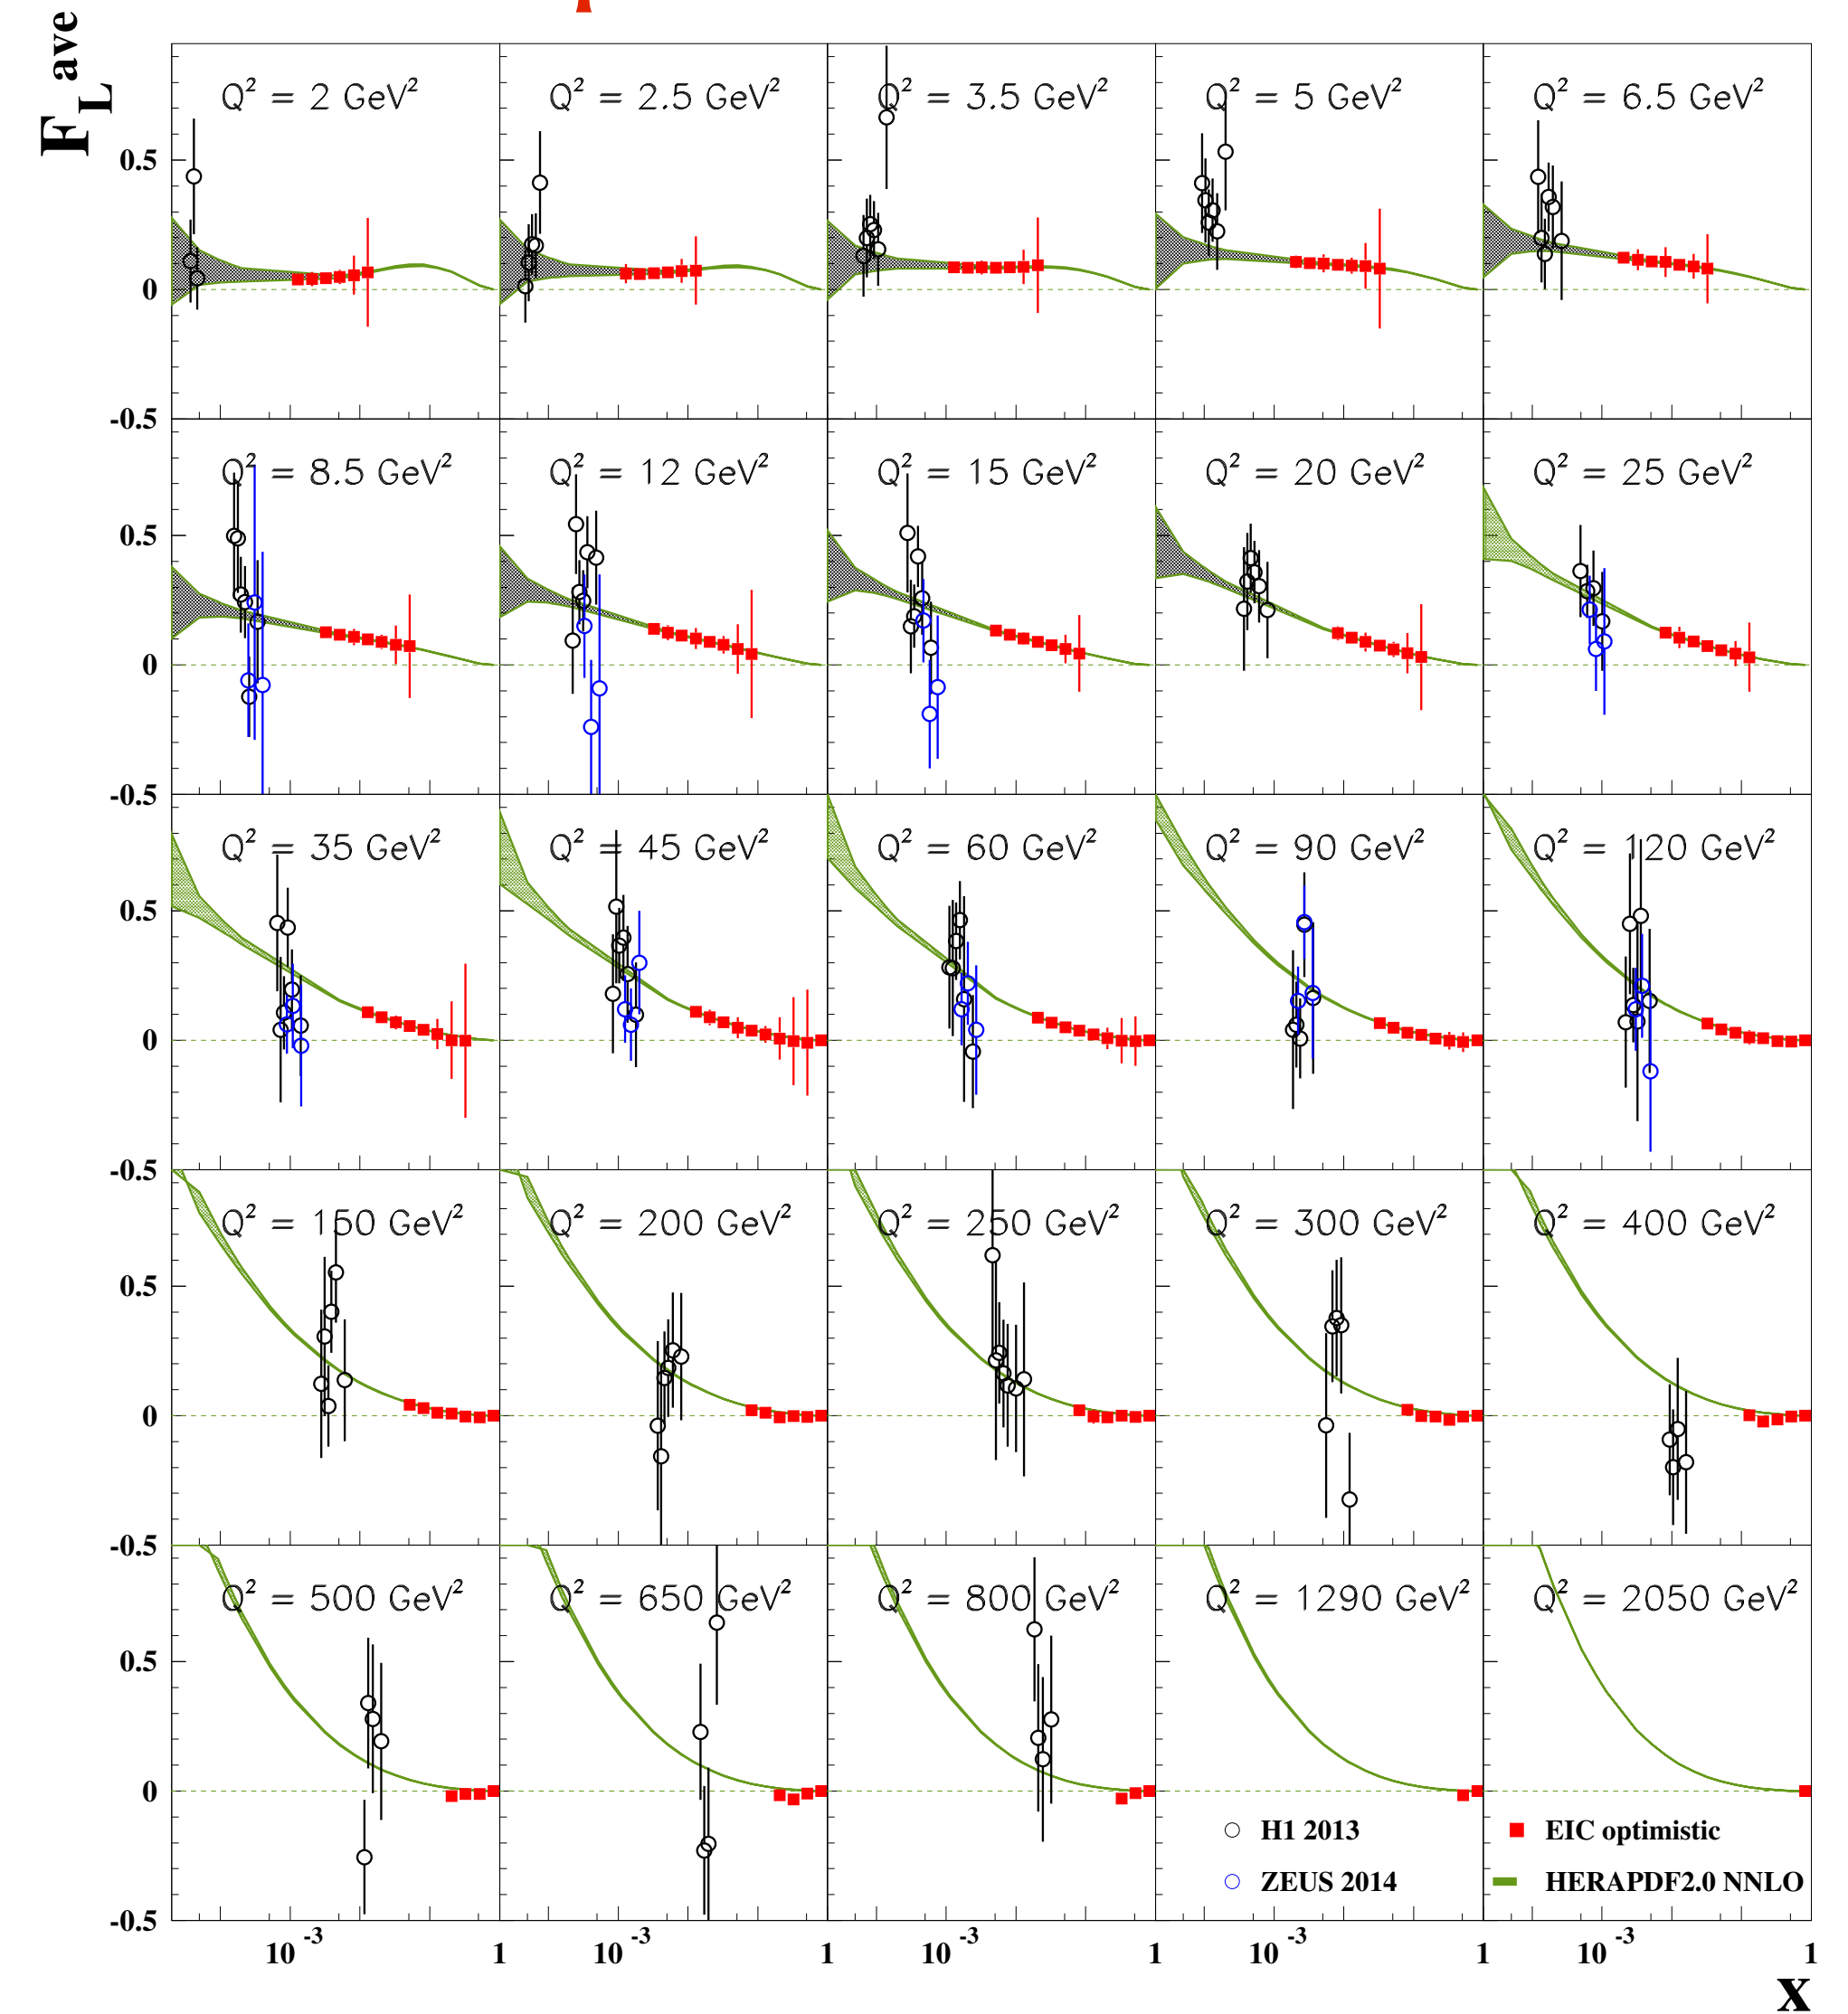 F_L^ave
Q² = 2 GeV² Q² = 2.5 GeV² Q² = 3.5 GeV² Q² = 5 GeV² Q² = 6.5 GeV²
0.5
0
-0.5
Q² = 8.5 GeV² Q² = 12 GeV² Q² = 15 GeV² Q² = 20 GeV² Q² = 25 GeV²
0.5
0
-0.5
Q² = 35 GeV² Q² = 45 GeV² Q² = 60 GeV² Q² = 90 GeV² Q² = 120 GeV²
0.5
0
-0.5
Q² = 150 GeV² Q² = 200 GeV² Q² = 250 GeV² Q² = 300 GeV² Q² = 400 GeV²
0.5
0
-0.5
Q² = 500 GeV² Q² = 650 GeV² Q² = 800 GeV² Q² = 1290 GeV² Q² = 2050 GeV²
0.5
0
H1 2013 EIC optimistic
ZEUS 2014 HERAPDF2.0 NNLO
-0.5
10⁻³ 1 10⁻³ 1 10⁻³ 1 10⁻³ 1 10⁻³ 1
x